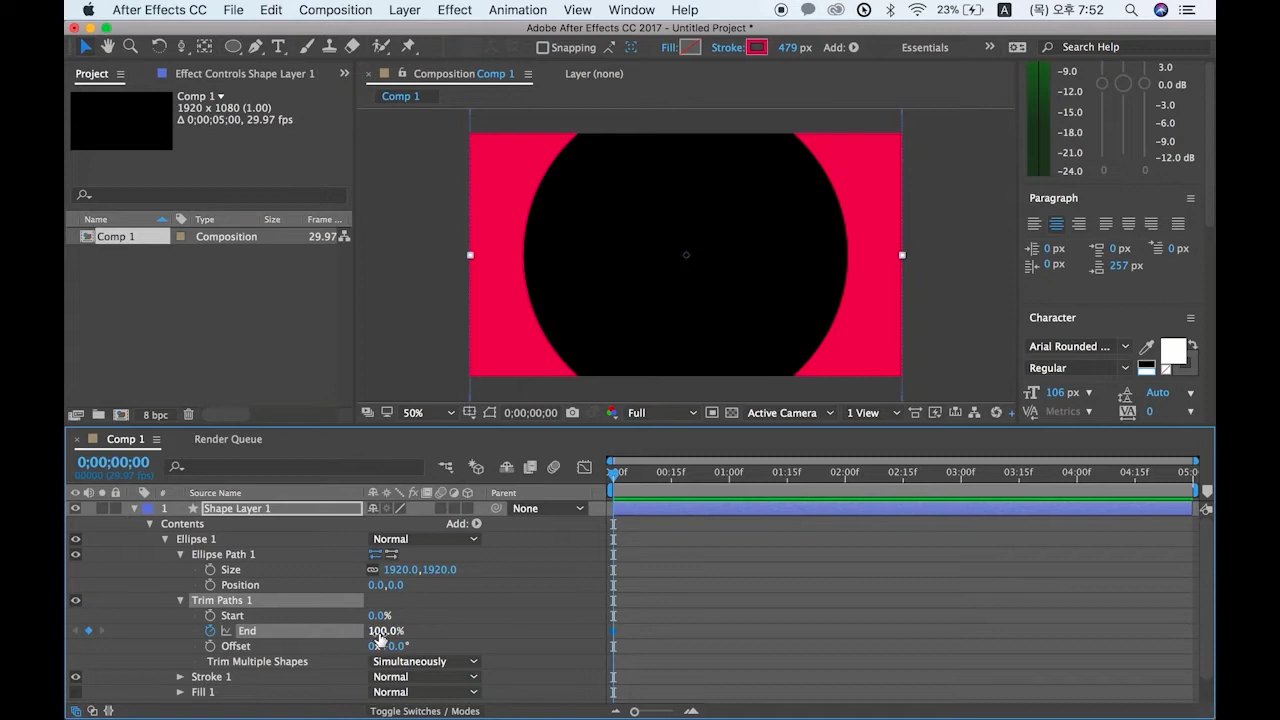 After Effects CC File Edit Composition Layer Effect Animation View Window Help 23% A (목) 오후 7:52
Adobe After Effects CC 2017 - Untitled Project *
Snapping Fill: Stroke: 479 px Add: Essentials Search Help
Project Effect Controls Shape Layer 1 Composition Comp 1 Layer (none)
Comp 1
1920 x 1080 (1.00)
Δ 0;00;05;00, 29.97 fps
Comp 1
Name Type Size Frame ...
Comp 1 Composition 29.97
-9.0
-12.0
-15.0
-18.0
-21.0
-24.0
3.0
0.0 dB
-3.0
-6.0
-9.0
-12.0 dB
0 0
Paragraph
0 px 0 px 0 px
0 px 257 px
Character
Arial Rounded ...
Regular
106 px Auto
Metrics 0
8 bpc
50% 0;00;00;00 Full Active Camera 1 View
Comp 1 Render Queue
0;00;00;00
00000 (29.97 fps)
:00f 00:15f 01:00f 01:15f 02:00f 02:15f 03:00f 03:15f 04:00f 04:15f 05:0
# Source Name Parent
1 Shape Layer 1 None
Contents Add:
Ellipse 1 Normal
Ellipse Path 1
Size 1920.0,1920.0
Position 0.0,0.0
Trim Paths 1
Start 0.0%
End 100.0%
Offset
Trim Multiple Shapes Simultaneously
Stroke 1 Normal
Fill 1 Normal
Toggle Switches / Modes